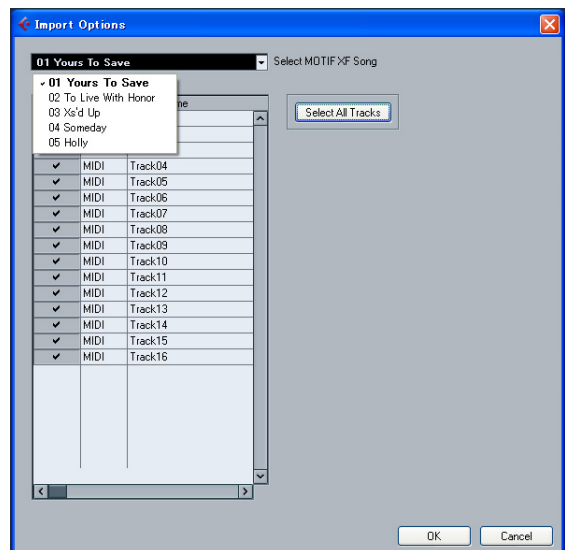 Import Options
01 Yours To Save Select MOTIF XF Song
01 Yours To Save
02 To Live With Honor
03 Xs'd Up
04 Someday
05 Holly
me
Select All Tracks
MIDI Track04
MIDI Track05
MIDI Track06
MIDI Track07
MIDI Track08
MIDI Track09
MIDI Track10
MIDI Track11
MIDI Track12
MIDI Track13
MIDI Track14
MIDI Track15
MIDI Track16
OK Cancel